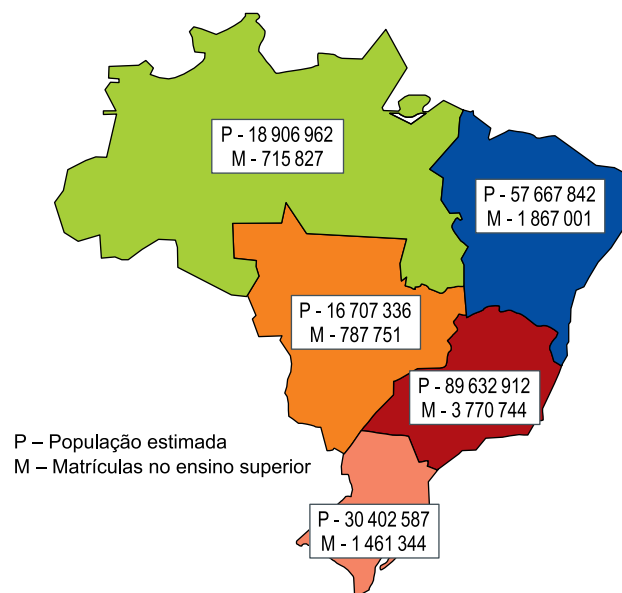 P - 18 906 962
M - 715 827
P - 57 667 842
M - 1 867 001
P - 16 707 336
M - 787 751
P - 89 632 912
M - 3 770 744
P – População estimada
M – Matrículas no ensino superior
P - 30 402 587
M - 1 461 344